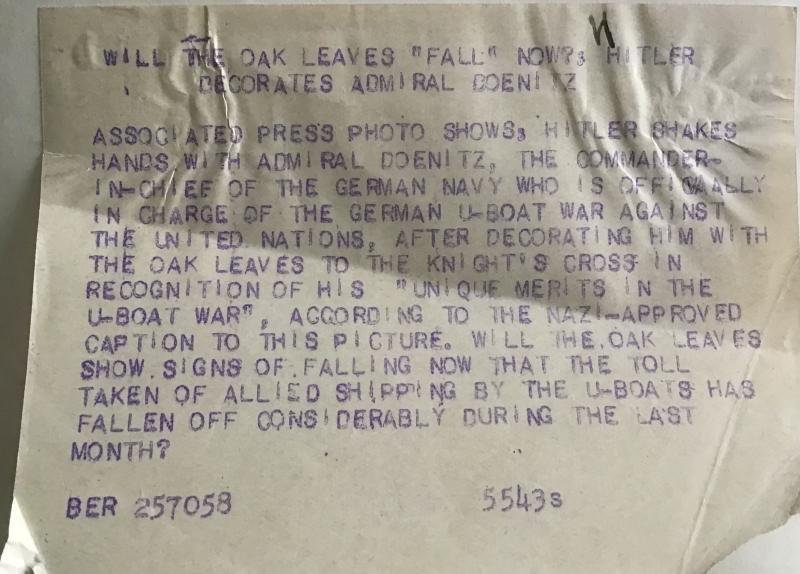 WILL THE OAK LEAVES "FALL" NOW?: HITLER
DECORATES ADMIRAL DOENITZ
ASSOCIATED PRESS PHOTO SHOWS: HITLER SHAKES
HANDS WITH ADMIRAL DOENITZ, THE COMMANDER-
IN-CHIEF OF THE GERMAN NAVY WHO IS OFFICAALLY
IN CHARGE OF THE GERMAN U-BOAT WAR AGAINST
THE UNITED NATIONS, AFTER DECORATING HIM WITH
THE OAK LEAVES TO THE KNIGHT'S CROSS IN
RECOGNITION OF HIS "UNIQUE MERITS IN THE
U-BOAT WAR", ACCORDING TO THE NAZI-APPROVED
CAPTION TO THIS PICTURE. WILL THE OAK LEAVES
SHOW SIGNS OF FALLING NOW THAT THE TOLL
TAKEN OF ALLIED SHIPPING BY THE U-BOATS HAS
FALLEN OFF CONSIDERABLY DURING THE LAST
MONTH?
BER 257058 5543s